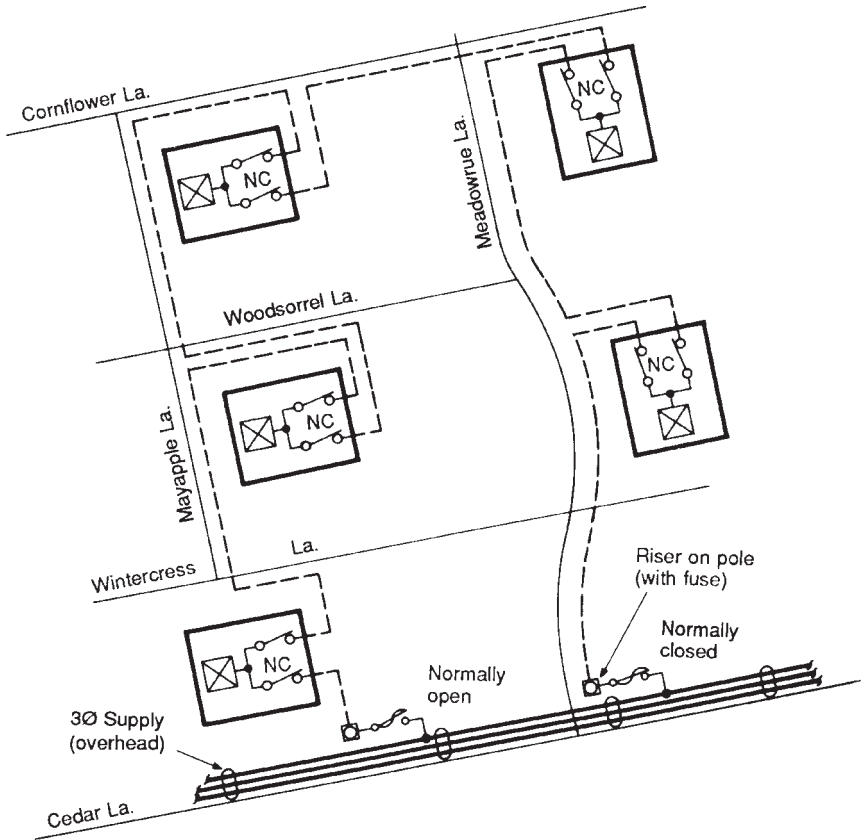 Cornflower La.
Meadowrue La.
NC
NC
Woodsorrel La.
NC
Mayapple La.
NC
Wintercress La.
Riser on pole
(with fuse)
Normally
closed
NC
Normally
open
3Ø Supply
(overhead)
Cedar La.